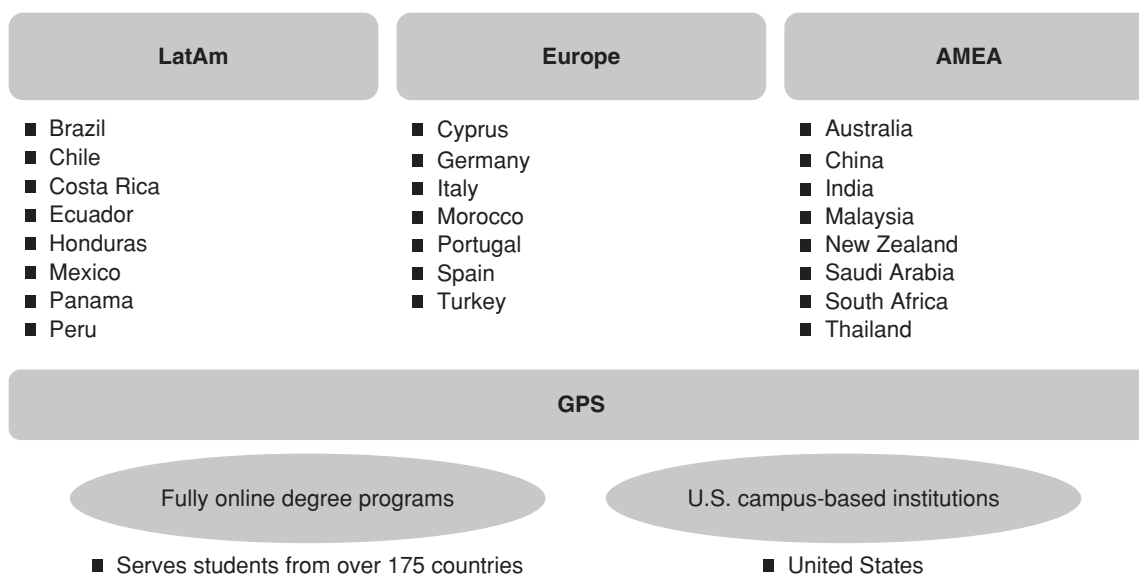 LatAm
Brazil
Chile
Costa Rica
Ecuador
Honduras
Mexico
Panama
Peru
Europe
Cyprus
Germany
Italy
Morocco
Portugal
Spain
Turkey
AMEA
Australia
China
India
Malaysia
New Zealand
Saudi Arabia
South Africa
Thailand
GPS
Fully online degree programs
Serves students from over 175 countries
U.S. campus-based institutions
United States